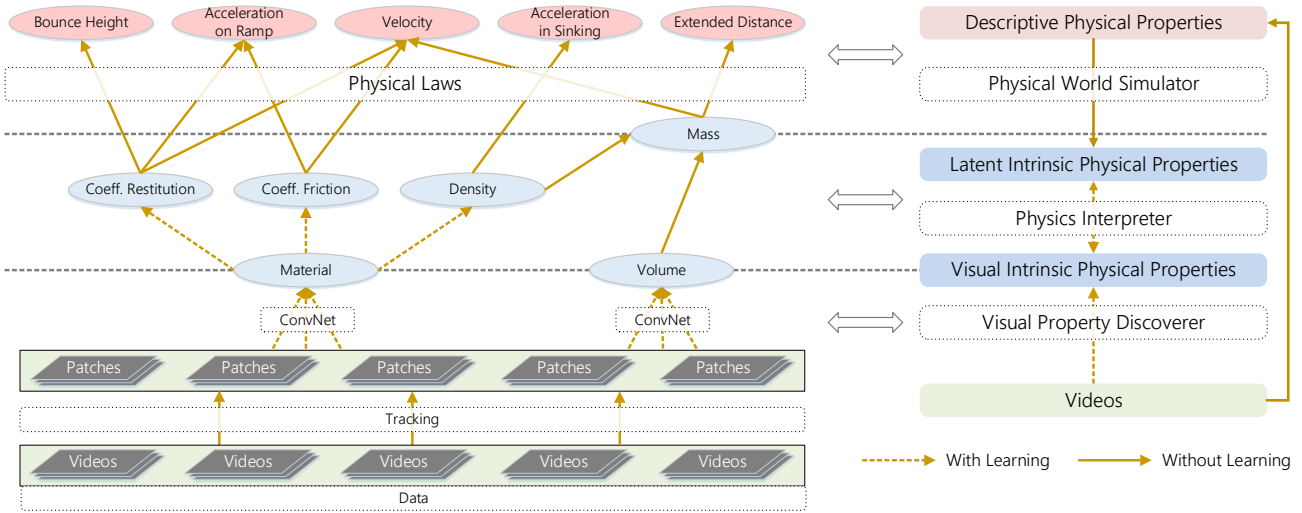 Bounce Height
Acceleration
on Ramp
Velocity
Acceleration
in Sinking
Extended Distance
Physical Laws
Mass
Coeff. Restitution
Coeff. Friction
Density
Material
Volume
ConvNet
ConvNet
Patches
Patches
Patches
Patches
Patches
Tracking
Videos
Videos
Videos
Videos
Videos
Data
Descriptive Physical Properties
Physical World Simulator
Latent Intrinsic Physical Properties
Physics Interpreter
Visual Intrinsic Physical Properties
Visual Property Discoverer
Videos
With Learning
Without Learning